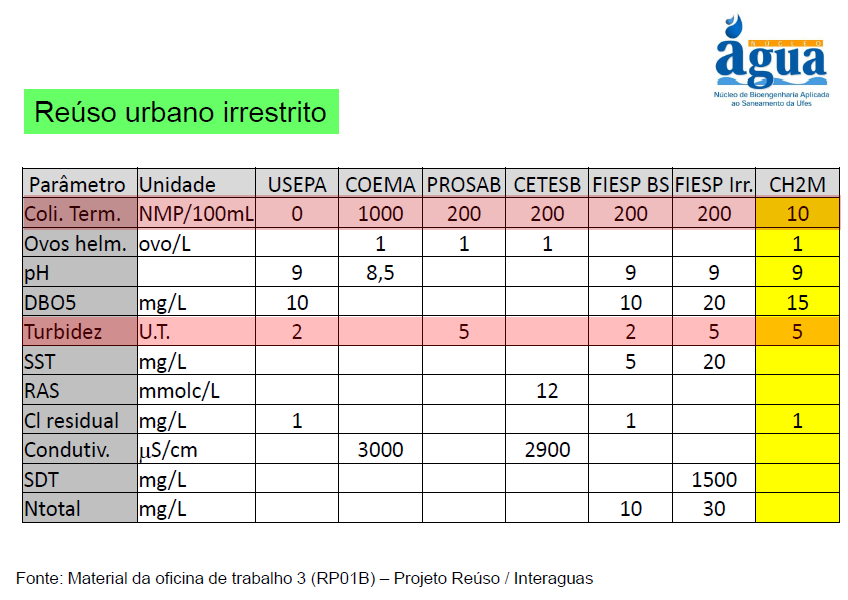 NÚCLEO
água
Núcleo de Bioengenharia Aplicada
ao Saneamento da Ufes
Reúso urbano irrestrito
Parâmetro Unidade USEPA COEMA PROSAB CETESB FIESP BS FIESP Irr. CH2M
Coli. Term. NMP/100mL 0 1000 200 200 200 200 10
Ovos helm. ovo/L 1 1 1 1
pH 9 8,5 9 9 9
DBO5 mg/L 10 10 20 15
Turbidez U.T. 2 5 2 5 5
SST mg/L 5 20
RAS mmolc/L 12
Cl residual mg/L 1 1 1
Condutiv. µS/cm 3000 2900
SDT mg/L 1500
Ntotal mg/L 10 30
Fonte: Material da oficina de trabalho 3 (RP01B) – Projeto Reúso / Interaguas